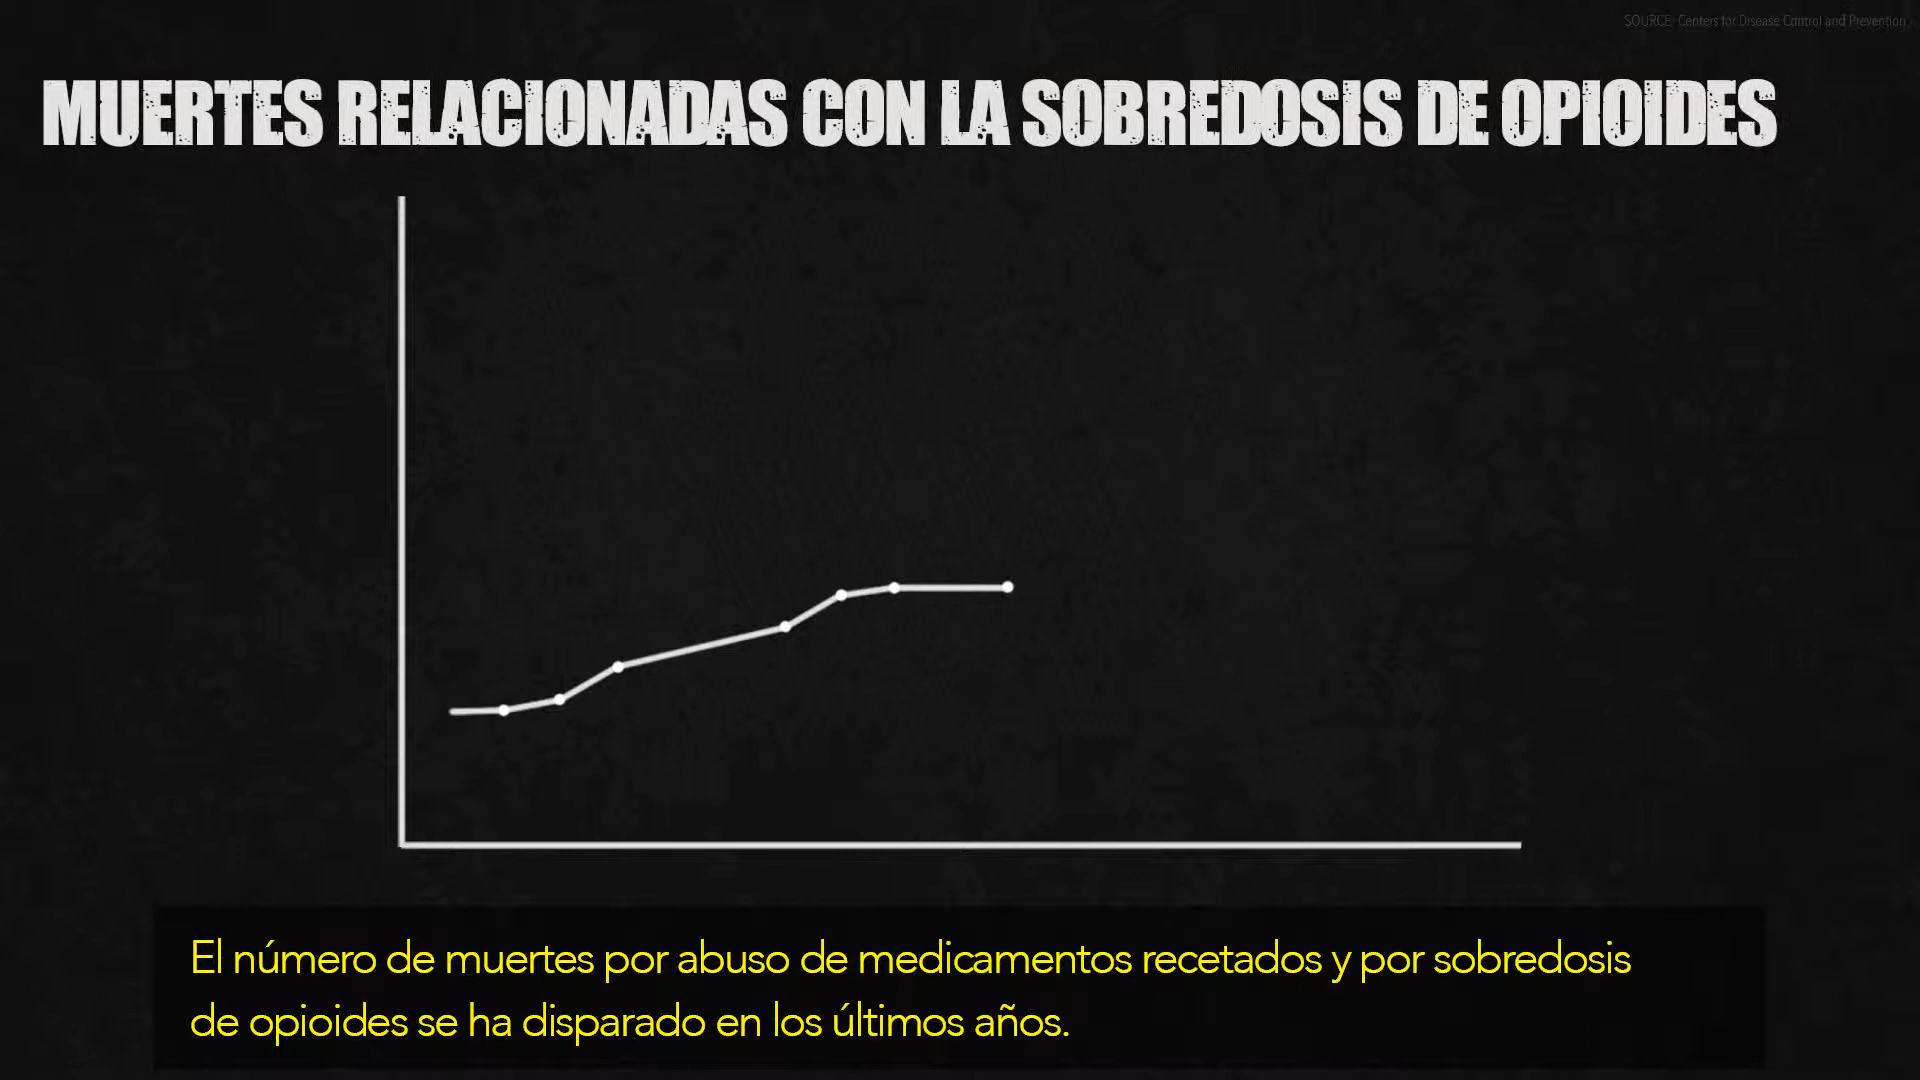 SOURCE: Centers for Disease Control and Prevention
MUERTES RELACIONADAS CON LA SOBREDOSIS DE OPIOIDES
El número de muertes por abuso de medicamentos recetados y por sobredosis
de opioides se ha disparado en los últimos años.